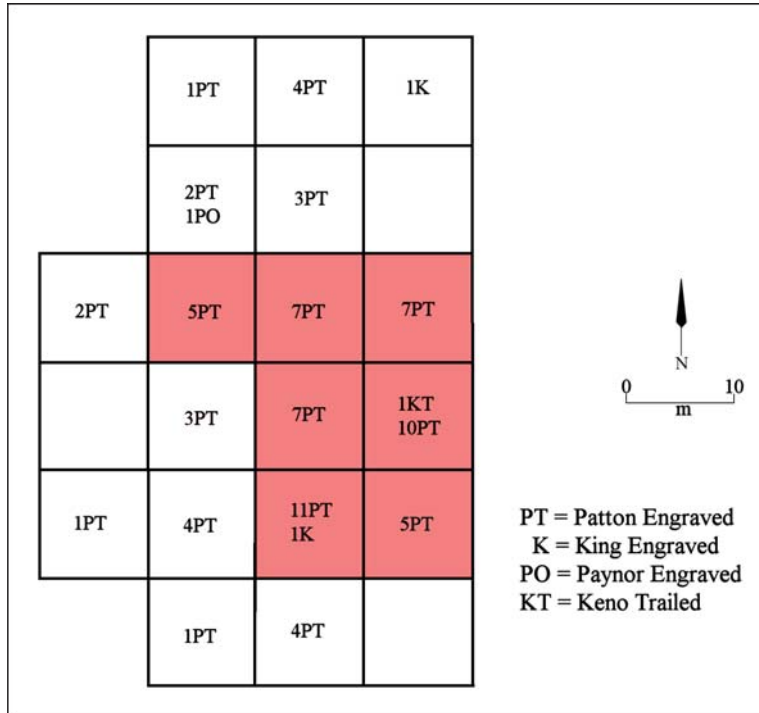 1PT
4PT
1K
2PT
1PO
3PT
2PT
5PT
7PT
7PT
3PT
7PT
1KT
10PT
1PT
4PT
11PT
1K
5PT
1PT
4PT
N
0 10
m
PT = Patton Engraved
K = King Engraved
PO = Paynor Engraved
KT = Keno Trailed